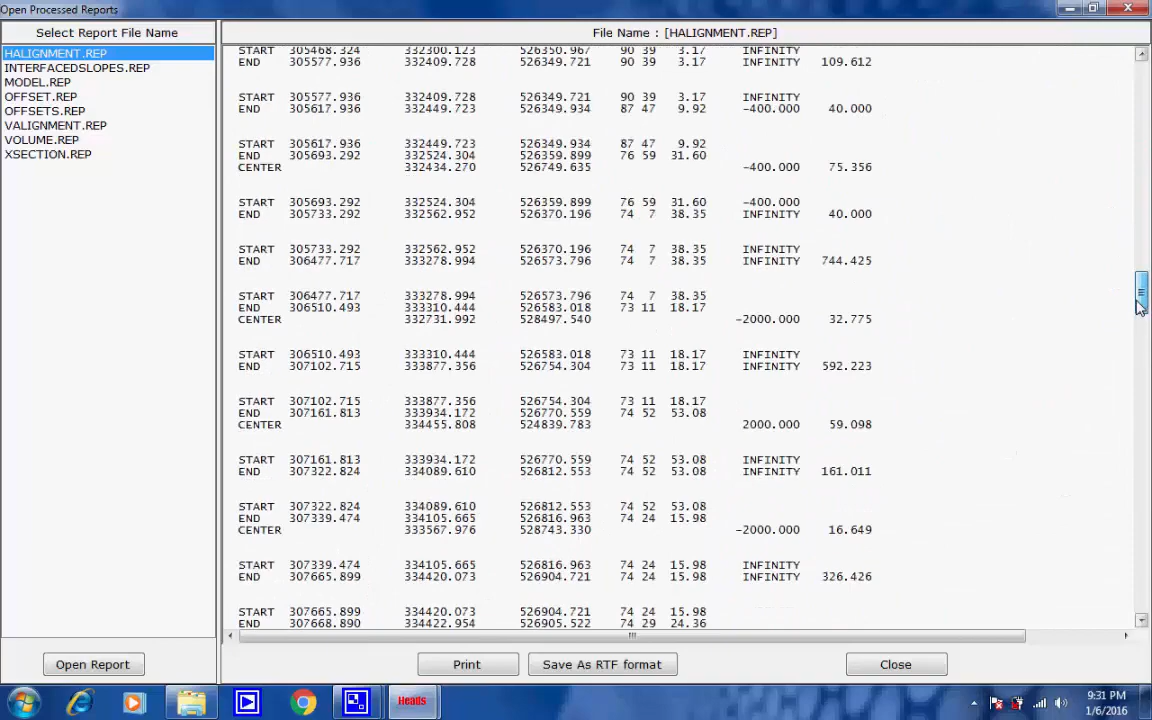 Open Processed Reports
Select Report File Name
File Name : [HALIGNMENT.REP]
HALIGNMENT.REP
INTERFACEDSLOPES.REP
MODEL.REP
OFFSET.REP
OFFSETS.REP
VALIGNMENT.REP
VOLUME.REP
XSECTION.REP
START 305468.324 332300.123 526350.967 90 39 3.17 INFINITY
END 305577.936 332409.728 526349.721 90 39 3.17 INFINITY 109.612
START 305577.936 332409.728 526349.721 90 39 3.17 INFINITY
END 305617.936 332449.723 526349.934 87 47 9.92 -400.000 40.000
START 305617.936 332449.723 526349.934 87 47 9.92
END 305693.292 332524.304 526359.899 76 59 31.60
CENTER 332434.270 526749.635 -400.000 75.356
START 305693.292 332524.304 526359.899 76 59 31.60 -400.000
END 305733.292 332562.952 526370.196 74 7 38.35 INFINITY 40.000
START 305733.292 332562.952 526370.196 74 7 38.35 INFINITY
END 306477.717 333278.994 526573.796 74 7 38.35 INFINITY 744.425
START 306477.717 333278.994 526573.796 74 7 38.35
END 306510.493 333310.444 526583.018 73 11 18.17
CENTER 332731.992 528497.540 -2000.000 32.775
START 306510.493 333310.444 526583.018 73 11 18.17 INFINITY
END 307102.715 333877.356 526754.304 73 11 18.17 INFINITY 592.223
START 307102.715 333877.356 526754.304 73 11 18.17
END 307161.813 333934.172 526770.559 74 52 53.08
CENTER 334455.808 524839.783 2000.000 59.098
START 307161.813 333934.172 526770.559 74 52 53.08 INFINITY
END 307322.824 334089.610 526812.553 74 52 53.08 INFINITY 161.011
START 307322.824 334089.610 526812.553 74 52 53.08
END 307339.474 334105.665 526816.963 74 24 15.98
CENTER 333567.976 528743.330 -2000.000 16.649
START 307339.474 334105.665 526816.963 74 24 15.98 INFINITY
END 307665.899 334420.073 526904.721 74 24 15.98 INFINITY 326.426
START 307665.899 334420.073 526904.721 74 24 15.98
END 307668.890 334422.954 526905.522 74 29 24.36
Open Report
Print
Save As RTF format
Close
Heads
9:31 PM
1/6/2016